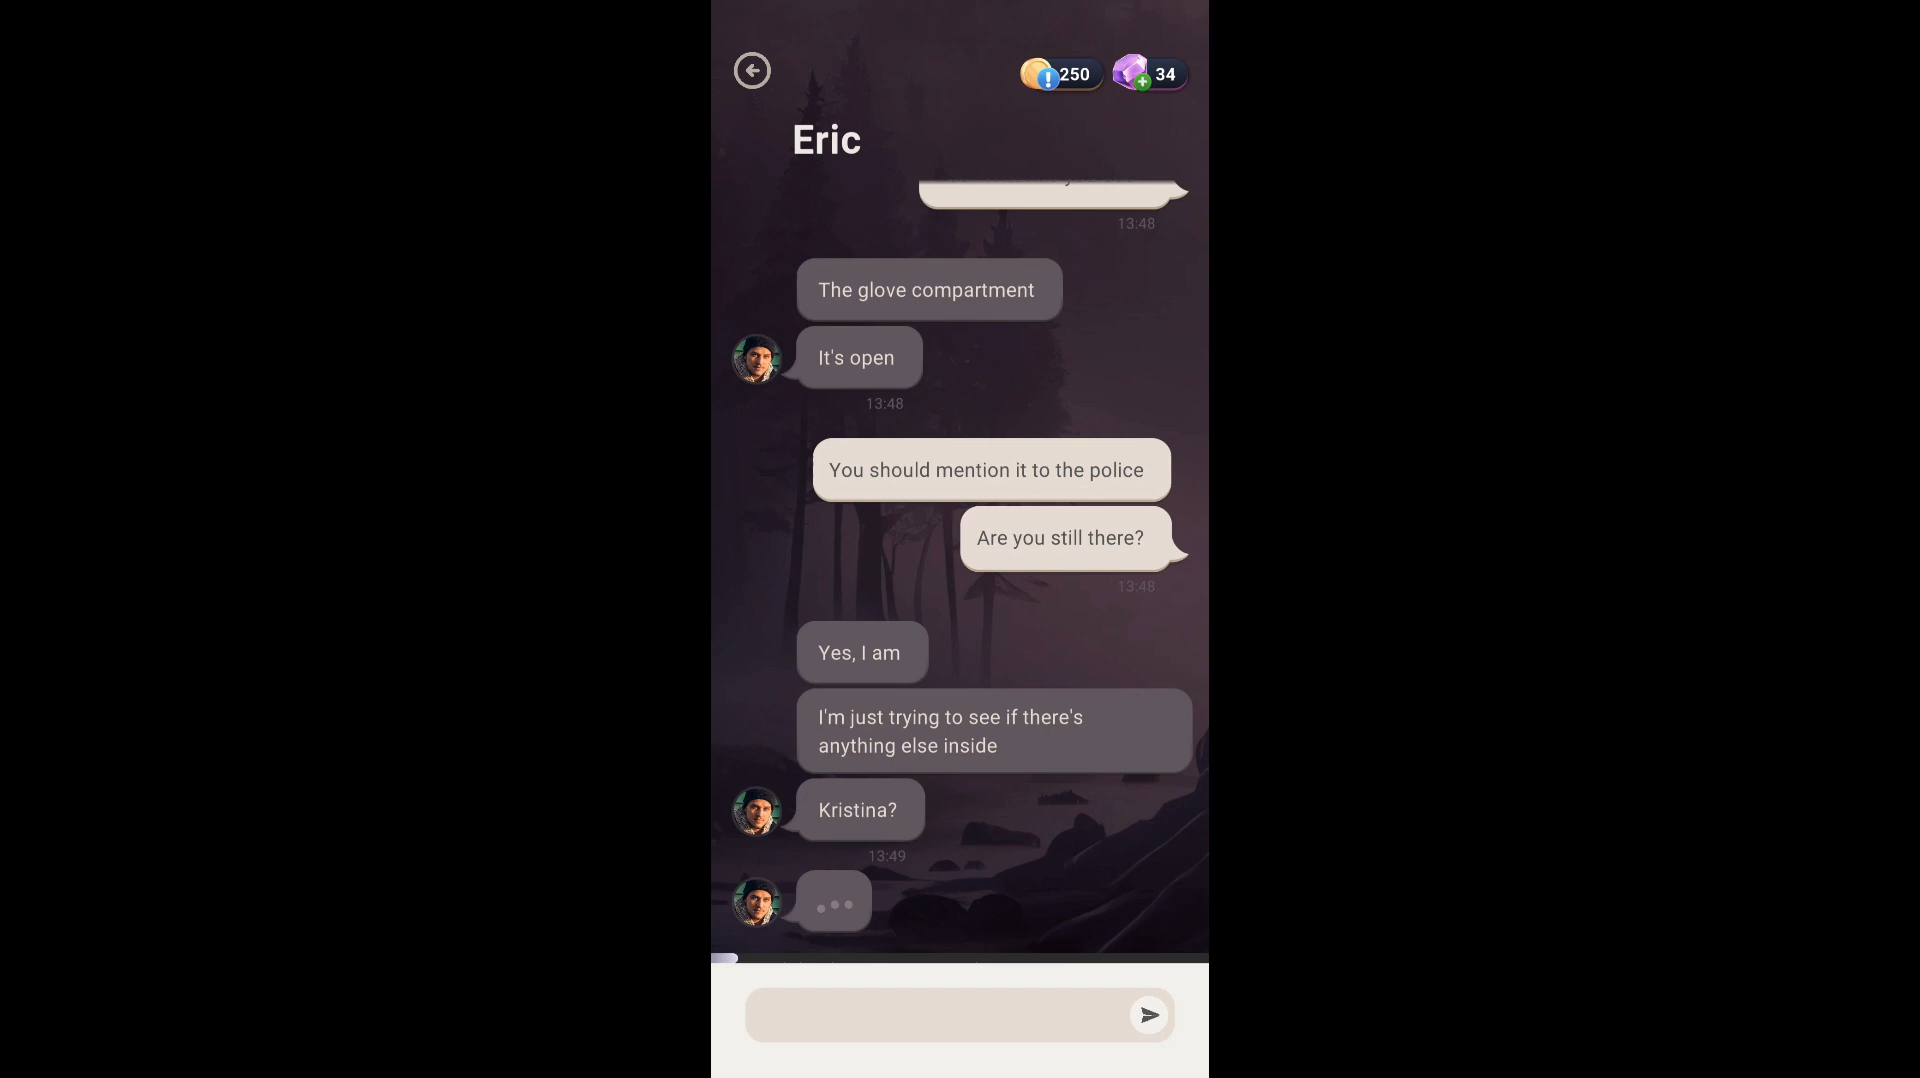 250
34
Eric
13:48
The glove compartment
It's open
13:48
You should mention it to the police
Are you still there?
13:48
Yes, I am
I'm just trying to see if there's
anything else inside
Kristina?
13:49